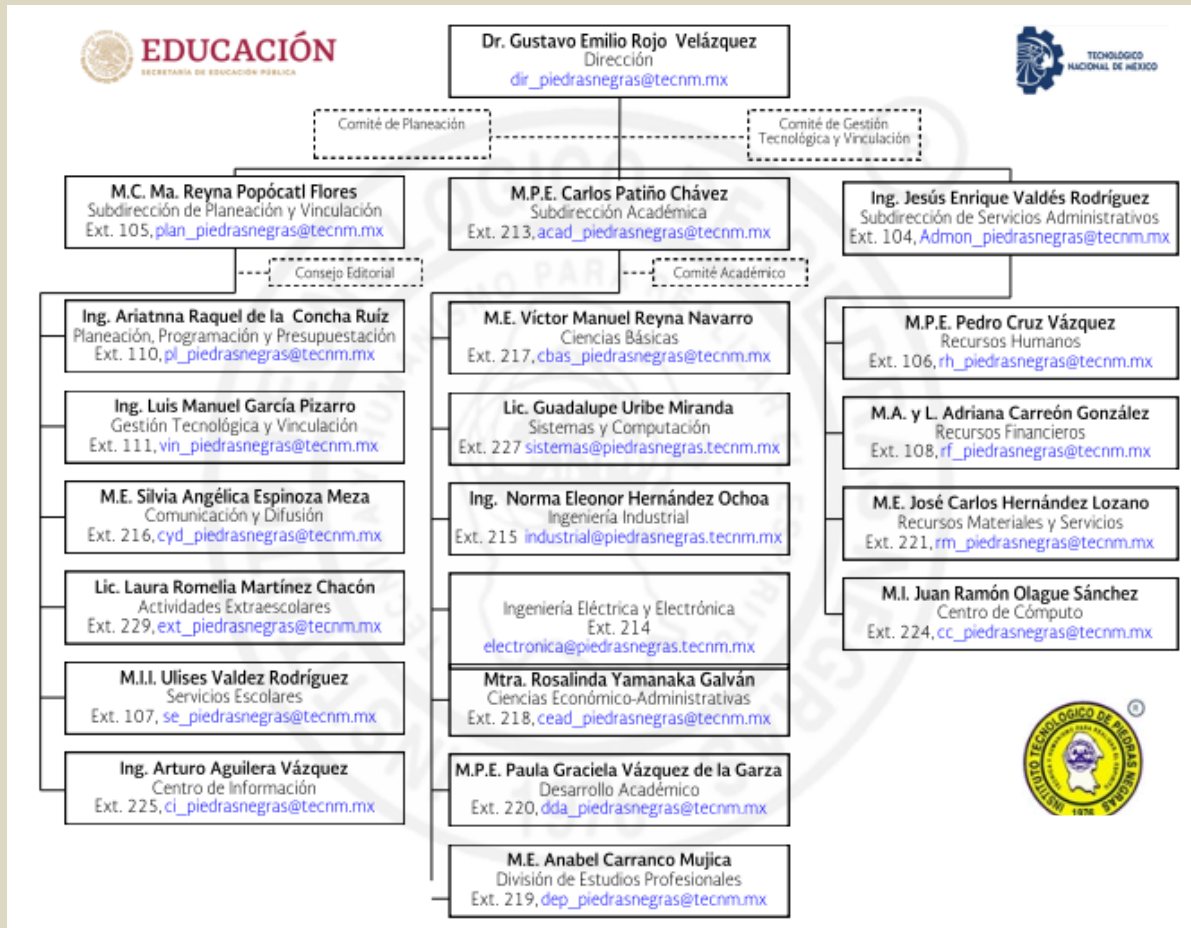 EDUCACIÓN
SECRETARÍA DE EDUCACIÓN PÚBLICA
Dr. Gustavo Emilio Rojo Velázquez
Dirección
dir_piedrasnegras@tecnm.mx
TECNOLÓGICO
NACIONAL DE MÉXICO
Comité de Planeación
Comité de Gestión
Tecnológica y Vinculación
M.C. Ma. Reyna Popócatl Flores
Subdirección de Planeación y Vinculación
Ext. 105, plan_piedrasnegras@tecnm.mx
M.P.E. Carlos Patiño Chávez
Subdirección Académica
Ext. 213, acad_piedrasnegras@tecnm.mx
Ing. Jesús Enrique Valdés Rodríguez
Subdirección de Servicios Administrativos
Ext. 104, Admon_piedrasnegras@tecnm.mx
Consejo Editorial
Comité Académico
Ing. Ariatnna Raquel de la Concha Ruíz
Planeación, Programación y Presupuestación
Ext. 110, pl_piedrasnegras@tecnm.mx
Ing. Luis Manuel García Pizarro
Gestión Tecnológica y Vinculación
Ext. 111, vin_piedrasnegras@tecnm.mx
M.E. Silvia Angélica Espinoza Meza
Comunicación y Difusión
Ext. 216, cyd_piedrasnegras@tecnm.mx
Lic. Laura Romelia Martínez Chacón
Actividades Extraescolares
Ext. 229, ext_piedrasnegras@tecnm.mx
M.I.I. Ulises Valdez Rodríguez
Servicios Escolares
Ext. 107, se_piedrasnegras@tecnm.mx
Ing. Arturo Aguilera Vázquez
Centro de Información
Ext. 225, ci_piedrasnegras@tecnm.mx
M.E. Víctor Manuel Reyna Navarro
Ciencias Básicas
Ext. 217, cbas_piedrasnegras@tecnm.mx
Lic. Guadalupe Uribe Miranda
Sistemas y Computación
Ext. 227 sistemas@piedrasnegras.tecnm.mx
Ing. Norma Eleonor Hernández Ochoa
Ingeniería Industrial
Ext. 215 industrial@piedrasnegras.tecnm.mx
Ingeniería Eléctrica y Electrónica
Ext. 214
electronica@piedrasnegras.tecnm.mx
Mtra. Rosalinda Yamanaka Galván
Ciencias Económico-Administrativas
Ext. 218, cead_piedrasnegras@tecnm.mx
M.P.E. Paula Graciela Vázquez de la Garza
Desarrollo Académico
Ext. 220, dda_piedrasnegras@tecnm.mx
M.E. Anabel Carranco Mujica
División de Estudios Profesionales
Ext. 219, dep_piedrasnegras@tecnm.mx
M.P.E. Pedro Cruz Vázquez
Recursos Humanos
Ext. 106, rh_piedrasnegras@tecnm.mx
M.A. y L. Adriana Carreón González
Recursos Financieros
Ext. 108, rf_piedrasnegras@tecnm.mx
M.E. José Carlos Hernández Lozano
Recursos Materiales y Servicios
Ext. 221, rm_piedrasnegras@tecnm.mx
M.I. Juan Ramón Olague Sánchez
Centro de Cómputo
Ext. 224, cc_piedrasnegras@tecnm.mx
INSTITUTO TECNOLÓGICO DE PIEDRAS NEGRAS
1976
®